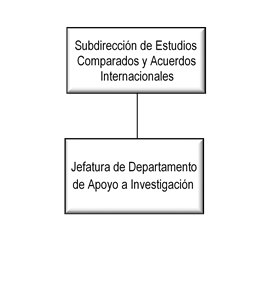 Subdirección de Estudios
Comparados y Acuerdos
Internacionales
Jefatura de Departamento
de Apoyo a Investigación